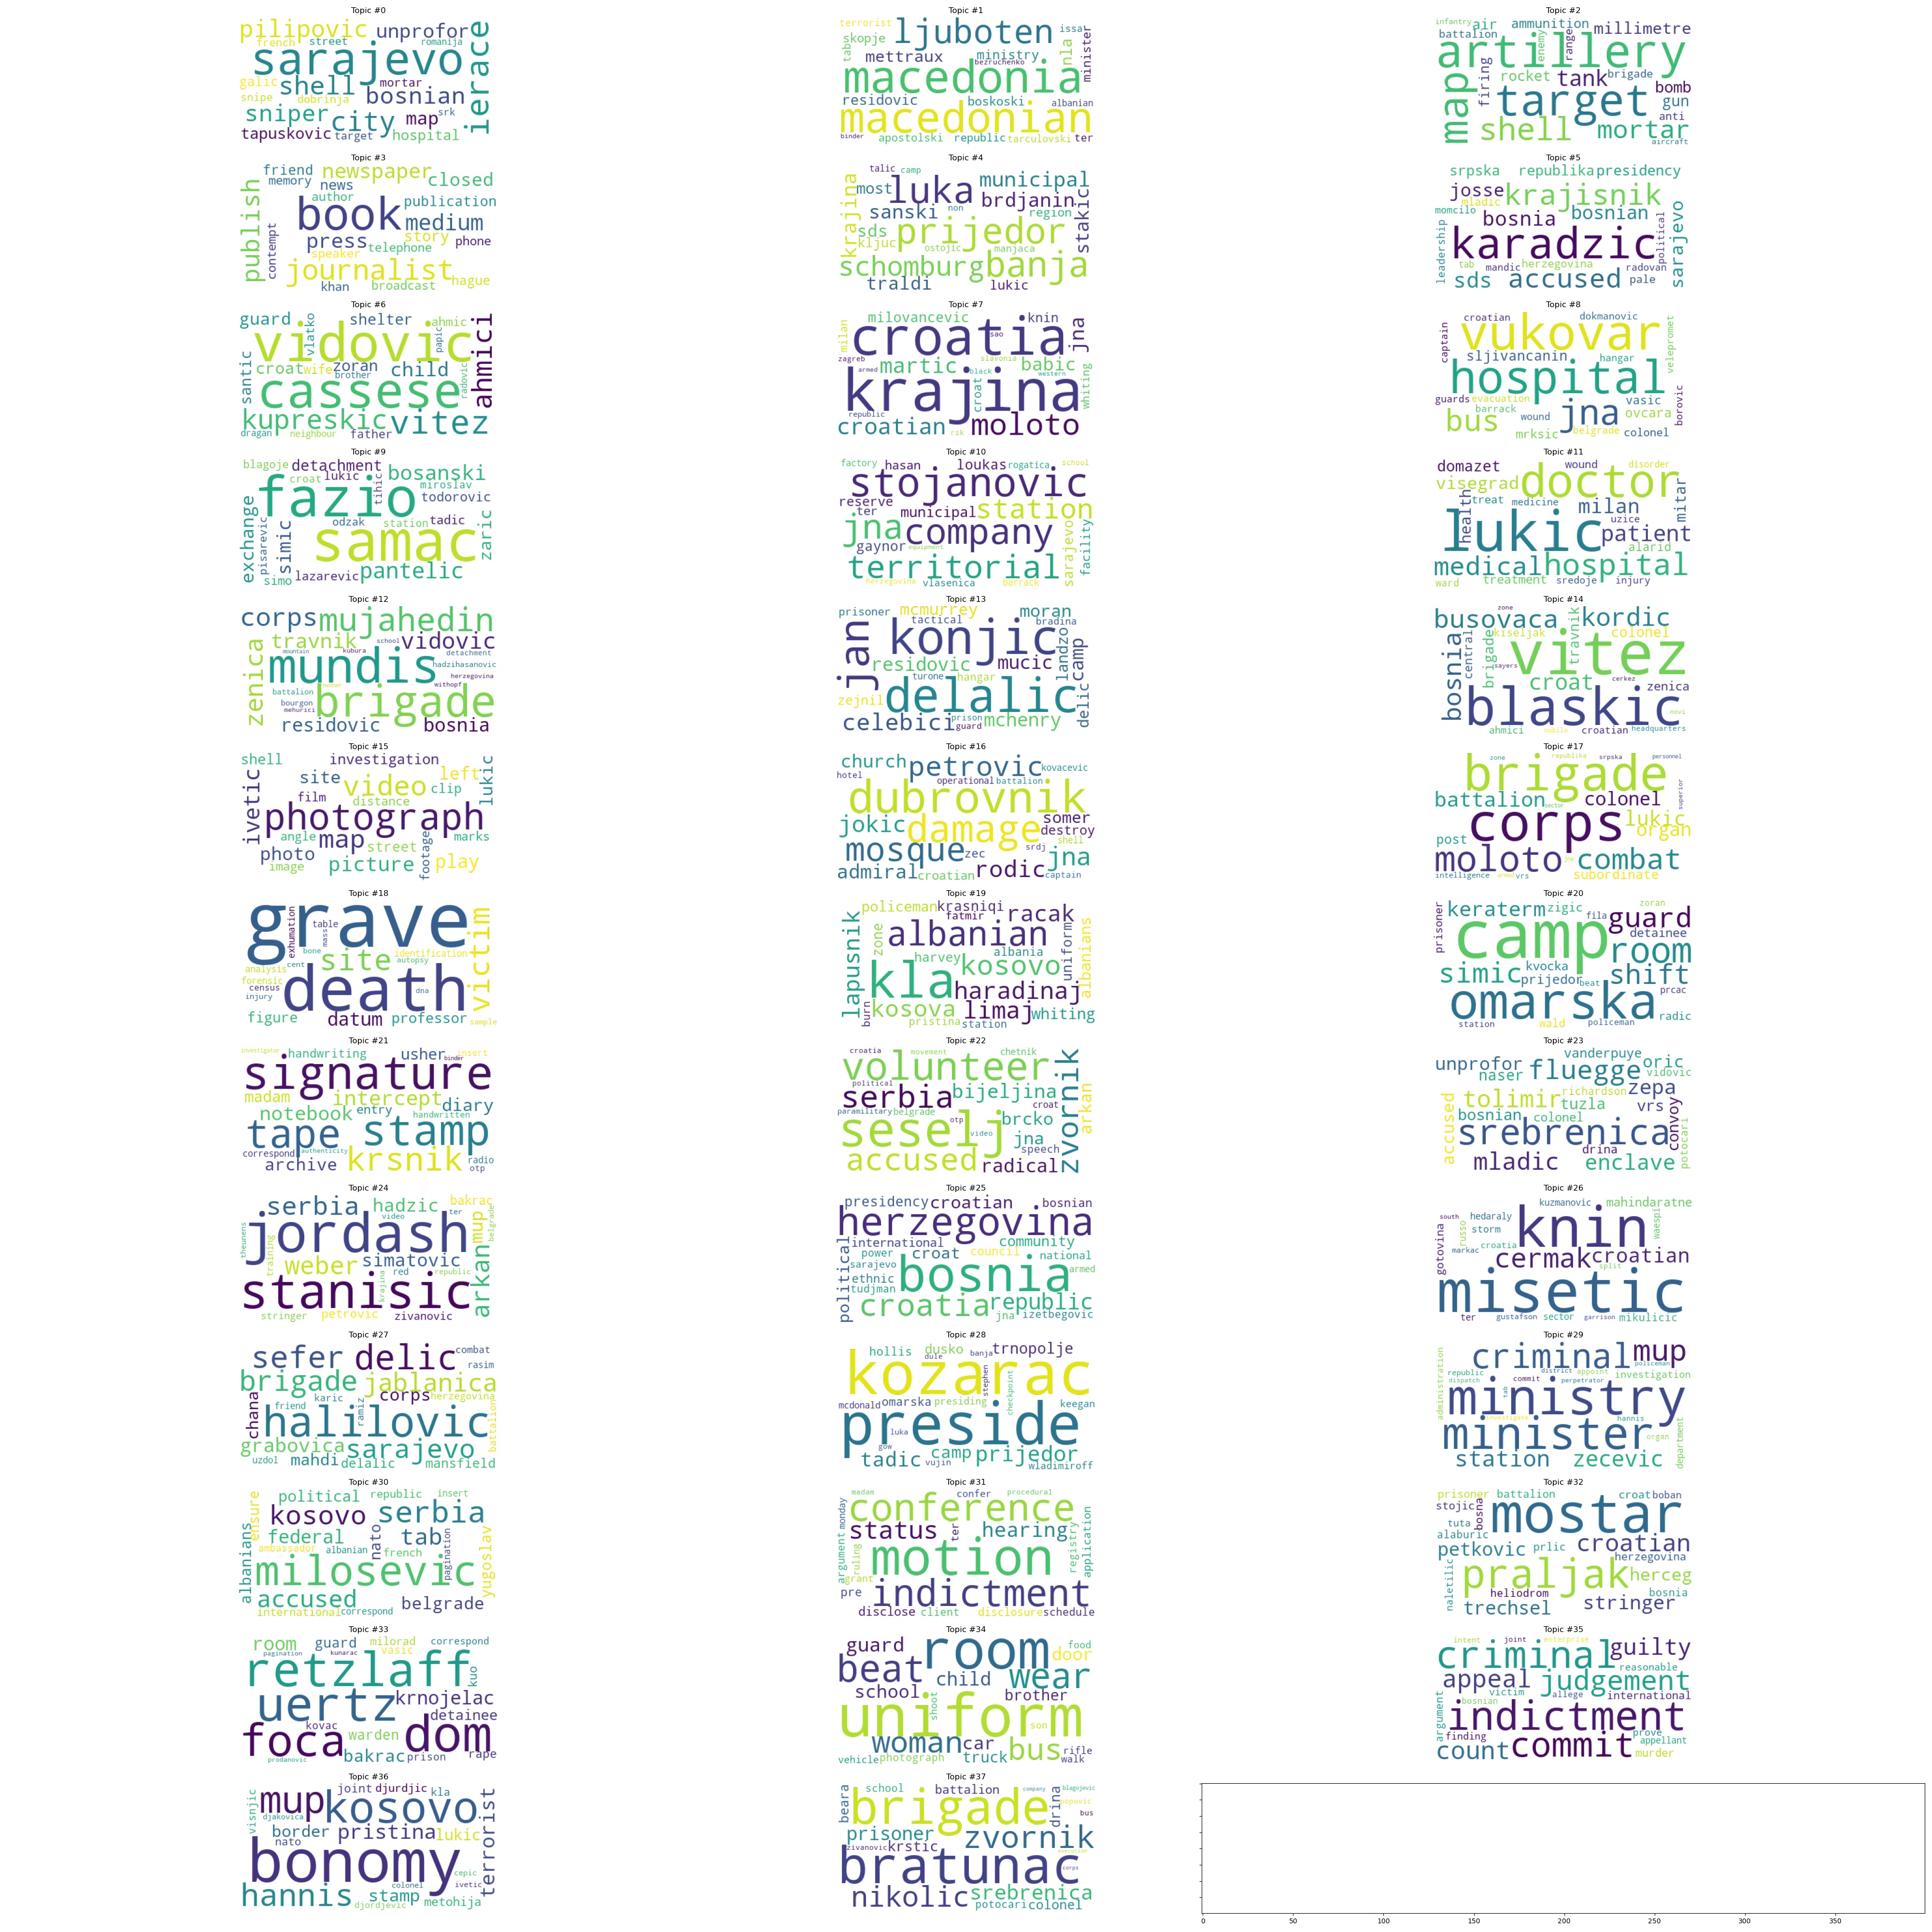 Topic #0
pilipovic unprofor
french street romanija
sarajevo
ierace
galic shell mortar
bosnian
snipe dobrinja
sniper city map srk
tapuskovic target hospital
Topic #1
terrorist ljuboten issa
tab skopje ministry nla minister
mettraux bezruchenko
macedonia
residovic boskoski albanian
macedonian
binder apostolski republic tarculovski ter
Topic #2
infantry air ammunition millimetre
battalion enemy range
artillery
map firing rocket tank brigade bomb
target gun
anti
shell mortar
aircraft
Topic #3
friend newspaper closed
memory news
author publication
publish book medium
press story phone
contempt telephone
speaker
journalist
khan broadcast hague
Topic #4
talic camp
krajina most luka municipal
sanski non brdjanin
region stakic
sds prijedor
kljuc ostojic manjaca
schomburg banja
traldi lukic
Topic #5
srpska republika presidency
josse krajisnik
mladic
momcilo bosnia bosnian
leadership karadzic political sarajevo
tab herzegovina
mandic radovan
sds accused pale
Topic #6
guard vlatko shelter ahmic
vidovic papic ahmici
santic croat wife zoran child
brother radovic
cassese
kupreskic vitez
dragan neighbour father
Topic #7
milovancevic knin jna
milan croatia
sao
zagreb slavonia
armed martic babic
black western whiting
krajina croat
republic
croatian rik moloto
Topic #8
croatian dokmanovic
captain vukovar velepromet
sljivancanin hangar
hospital
guards evacuation vasic borovic
barrack jna
bus wound ovcara
mrksic belgrade colonel
Topic #9
blagoje detachment bosanski
croat lukic
fazio tihic miroslav
todorovic
exchange pisarevic simic odzak station tadic zaric
samac
simo lazarevic pantelic
Topic #10
factory hasan loukas rogatica school
stojanovic
reserve
ter municipal station
jna company sarajevo facility
gaynor equipment
territorial
herzegovina vlasenica barrack
Topic #11
domazet wound disorder
visegrad doctor
treat medicine milan mitar
health uzice
lukic patient
alarid
medical hospital
ward treatment sredoje injury
Topic #12
corps mujahedin
travnik school vidovic
mountain kubura
detachment
zenica mundis hadzihasanovic
herzegovina
battalion withopf
bourgon brigade
mehurici
residovic bosnia
Topic #13
prisoner mcmurrey moran
tactical bradina
jan konjic landzo camp
residovic mucic
turone hangar
zejnil delalic delic
celebici prison mchenry
guard
Topic #14
busovaca zone kordic
travnik
kiseljak colonel
bosnia central brigade vitez
sayers
croat cerkez zenica
blaskic
novi
ahmici nobilo croatian headquarters
Topic #15
shell investigation
site video left lukic
film clip
ivetic distance
photograph
angle map marks
street footage
photo
image picture play
Topic #16
church petrovic kovacevic
hotel operational battalion
dubrovnik
jokic damage somer
destroy
mosque zec srdj shell
jna
admiral croatian rodic captain
Topic #17
zone republika srpska personnel
brigade
battalion sector colonel superior
corps lukic
post organ
moloto combat
intelligence armed vrs jna subordinate
Topic #18
grave victim
exhumation table mass
bone identification
cent site autopsy
analysis
forensic death
census dna
injury
figure datum professor sample
Topic #19
policeman krasniqi
fatmir racak
lapusnik zone albanian uniform albanians
albania
harvey
kla kosovo
haradinaj
burn kosova limaj whiting
pristina station
Topic #20
keraterm zigic zoran
fila guard
prisoner camp detainee
room
simic kvocka shift
prijedor beat
omarska prcac
radic
station wald policeman
Topic #21
investigator handwriting usher binder insert
signature
madam intercept diary
notebook entry handwritten
tape stamp
correspond authenticity
archive krsnik radio
otp
Topic #22
croatia movement chetnik
volunteer zvornik
political
serbia bijeljina arkan
paramilitary belgrade croat
otp brcko
seselj video jna
speech
accused radical
Topic #23
unprofor vanderpuye oric
naser fluegge vidovic
richardson zepa
accused tolimir tuzla vrs
bosnian colonel convoy
srebrenica potocari
drina
mladic enclave
Topic #24
serbia hadzic bakrac
video ter mup belgrade
jordash
theunens training weber simatovic arkan
krajina red republic
stanisic
stringer petrovic zivanovic
Topic #25
presidency croatian bosnian
herzegovina
international community
political power croat council national
sarajevo armed
ethnic bosnia
tudjman
croatia republic
jna izetbegovic
Topic #26
kuzmanovic mahindaratne
south hedaraly knin waespi
gotovina russo storm
markac croatia cermak croatian
split
misetic
ter gustafson sector garrison mikulicic
Topic #27
sefer delic combat
rasim
brigade jablanica
chana karic corps herzegovina
friend ramiz battalion
halilovic
grabovica sarajevo
uzdol mahdi delalic mansfield
Topic #28
hollis dusko banja trnopolje
dule
kozarac
stephen checkpoint
mcdonald omarska presiding keegan
preside
luka
gow camp prijedor
tadic vujin wladimiroff
Topic #29
criminal mup
policeman
administration republic district appoint investigation
dispatch commit perpetrator
ministry
tab
investigate hannis
minister organ department
station zecevic
Topic #30
political republic insert
ensure kosovo serbia
federal nato tab
albanians ambassador albanian french pagination yugoslav
milosevic
accused
international correspond belgrade
Topic #31
madam confer procedural
conference
argument monday status ter hearing
ruling motion registry application
grant
pre indictment
disclose client disclosure schedule
Topic #32
prisoner battalion croat boban
stojic bosna mostar
tuta
alaburic croatian
petkovic prlic herzegovina
naletilic praljak herceg
heliodrom bosnia
trechsel stringer
Topic #33
room guard milorad correspond
pagination kunarac vasic
retzlaff kuo
uertz krnojelac
detainee
foca kovac warden dom
bakrac prison rape
prodanovic
Topic #34
guard room food
door
beat child wear
school brother
shoot
uniform son
woman car bus
vehicle photograph truck rifle
walk
Topic #35
intent joint enterprise
criminal guilty
reasonable
appeal judgement
victim allege international
argument bosnian
indictment
finding prove
count commit appellant
murder
Topic #36
joint djurdjic kla
visnjic mup kosovo terrorist
djakovica
border pristina lukic
nato
bonomy
cepic
colonel ivetic
hannis stamp metohija
djordjevic
Topic #37
school battalion company blagojevic
beara brigade drina popovic
bus
prisoner zvornik
zivanovic krstic execution
bratunac corps
nikolic srebrenica
potocari colonel
0 50 100 150 200 250 300 350